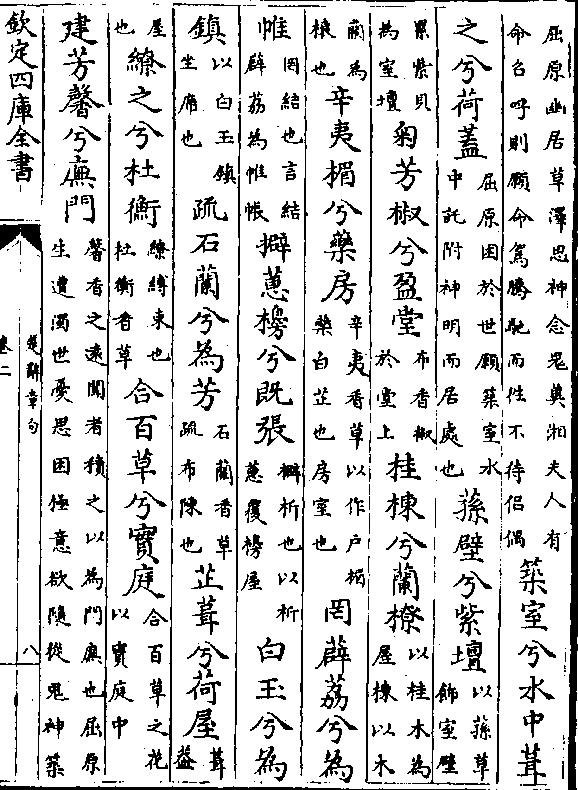 屈原幽居草澤思神念鬼冀湘夫人有
命召呼則願命駕騰馳而徃不待侣偶
築室兮水中葺
之兮荷蓋
屈原困於世願築室水
中託附神明而居處也
蓀壁兮紫壇
以蓀草
飾室壁
累紫貝
為室壇
菊芳椒兮盈堂
布香椒
於堂上
桂棟兮蘭橑
以桂木為
屋棟以木
蘭為
榱也
辛夷楣兮藥房
辛夷香草以作戶楣
藥白芷也房室也
罔薜荔兮為
帷
罔結也言結
薜荔為帷帳
擗蕙櫋兮既張
擗析也以析
蕙覆櫋屋
白玉兮為
鎮
以白玉鎮
坐席也
疏石蘭兮為芳
石蘭香草
疏布陳也
芷葺兮荷屋
葺
蓋
屋
也
繚之兮杜衡
繚縛束也
杜衡香草
合百草兮實庭
合百草之花
以實庭中
建芳馨兮廡門
馨香之遠聞者積之以為門廡也屈原
生遭濁世憂思困極意欲隨從鬼神築
欽定四庫全書
楚辭章句
卷二
八